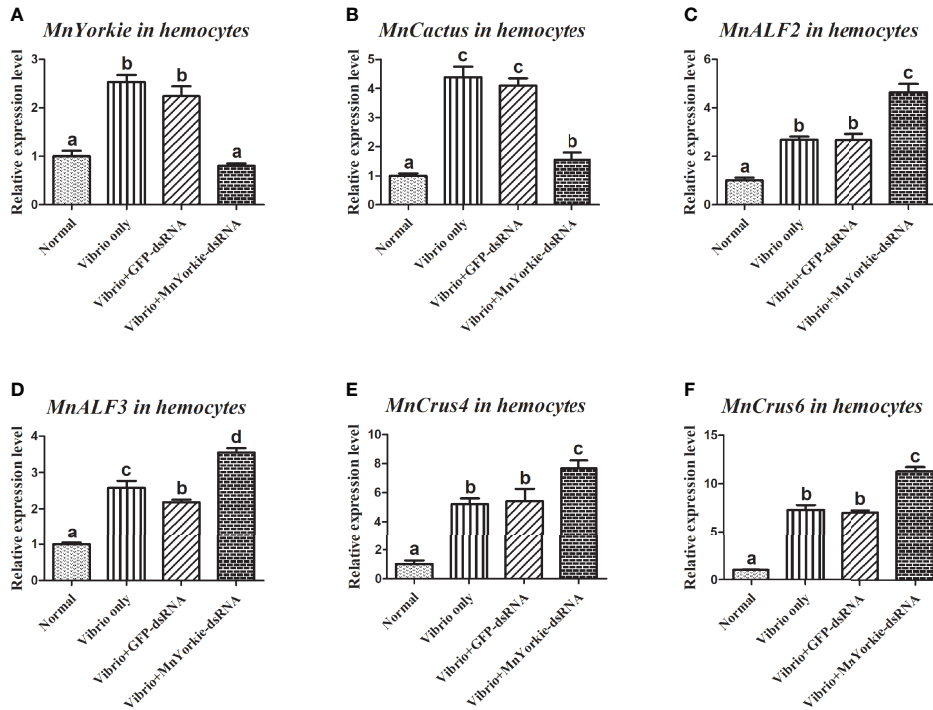 A
MnYorkie in hemocytes
Relative expression level
3
2
1
0
a
b
b
a
Normal
Vibrio only
Vibrio+GFP-dsRNA
Vibrio+MnYorkie-dsRNA
B
MnCactus in hemocytes
Relative expression level
5
4
3
2
1
0
a
c
c
b
Normal
Vibrio only
Vibrio+GFP-dsRNA
Vibrio+MnYorkie-dsRNA
C
MnALF2 in hemocytes
Relative expression level
6
4
2
0
a
b
b
c
Normal
Vibrio only
Vibrio+GFP-dsRNA
Vibrio+MnYorkie-dsRNA
D
MnALF3 in hemocytes
Relative expression level
4
3
2
1
0
a
c
b
d
Normal
Vibrio only
Vibrio+GFP-dsRNA
Vibrio+MnYorkie-dsRNA
E
MnCrus4 in hemocytes
Relative expression level
10
8
6
4
2
0
a
b
b
c
Normal
Vibrio only
Vibrio+GFP-dsRNA
Vibrio+MnYorkie-dsRNA
F
MnCrus6 in hemocytes
Relative expression level
15
10
5
0
a
b
b
c
Normal
Vibrio only
Vibrio+GFP-dsRNA
Vibrio+MnYorkie-dsRNA